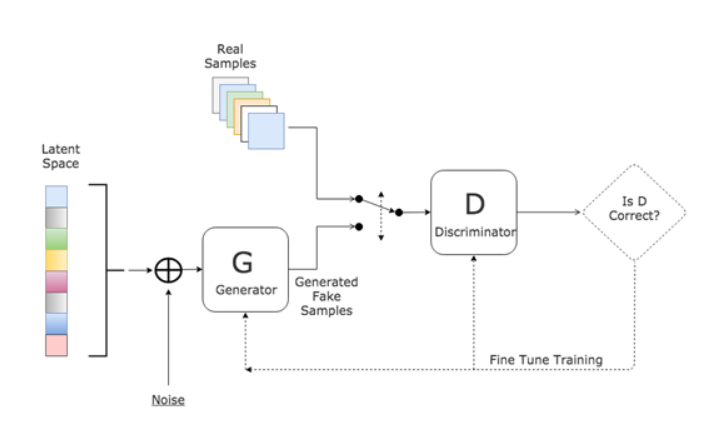 Real
Samples
Latent
Space
D
Discriminator
Is D
Correct?
G
Generator
Generated
Fake
Samples
Fine Tune Training
Noise